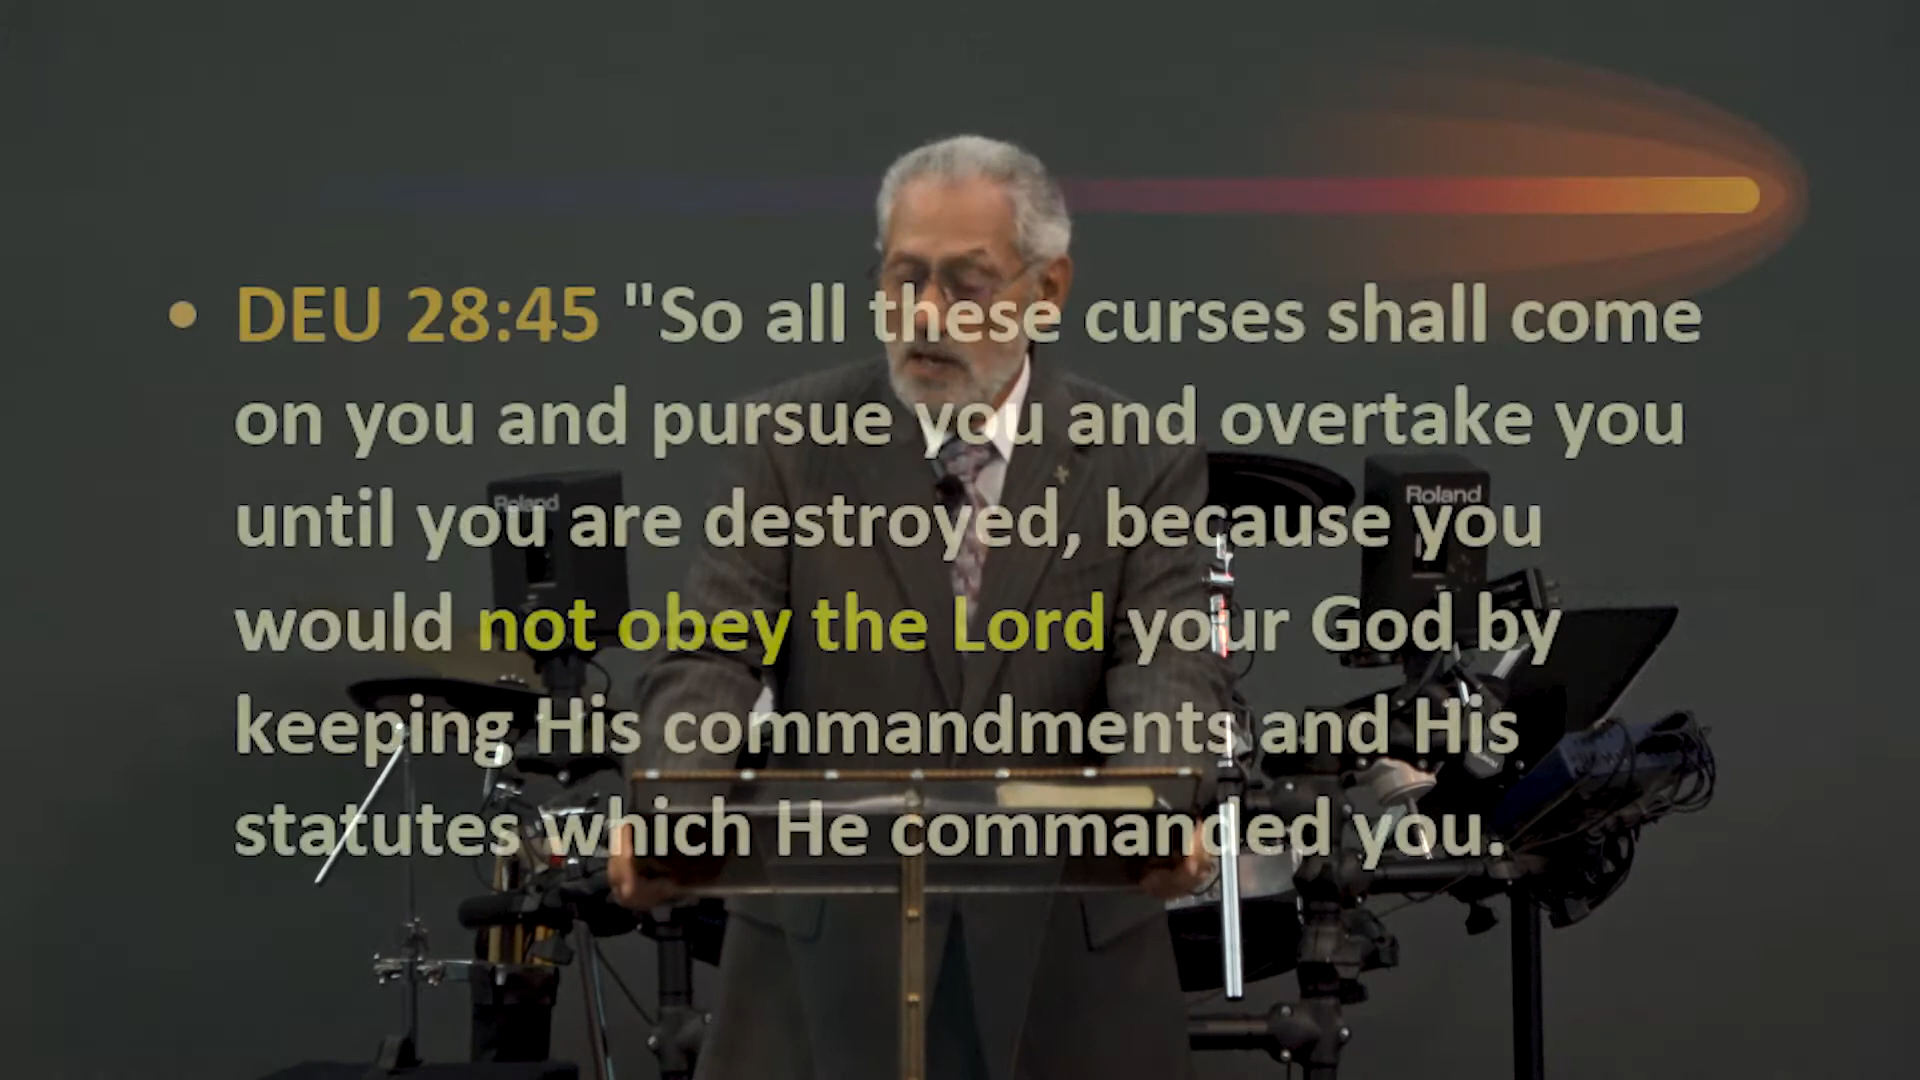 • DEU 28:45 "So all these curses shall come
on you and pursue you and overtake you
until you are destroyed, because you
would not obey the Lord your God by
keeping His commandments and His
statutes which He commanded you.
Roland
Roland